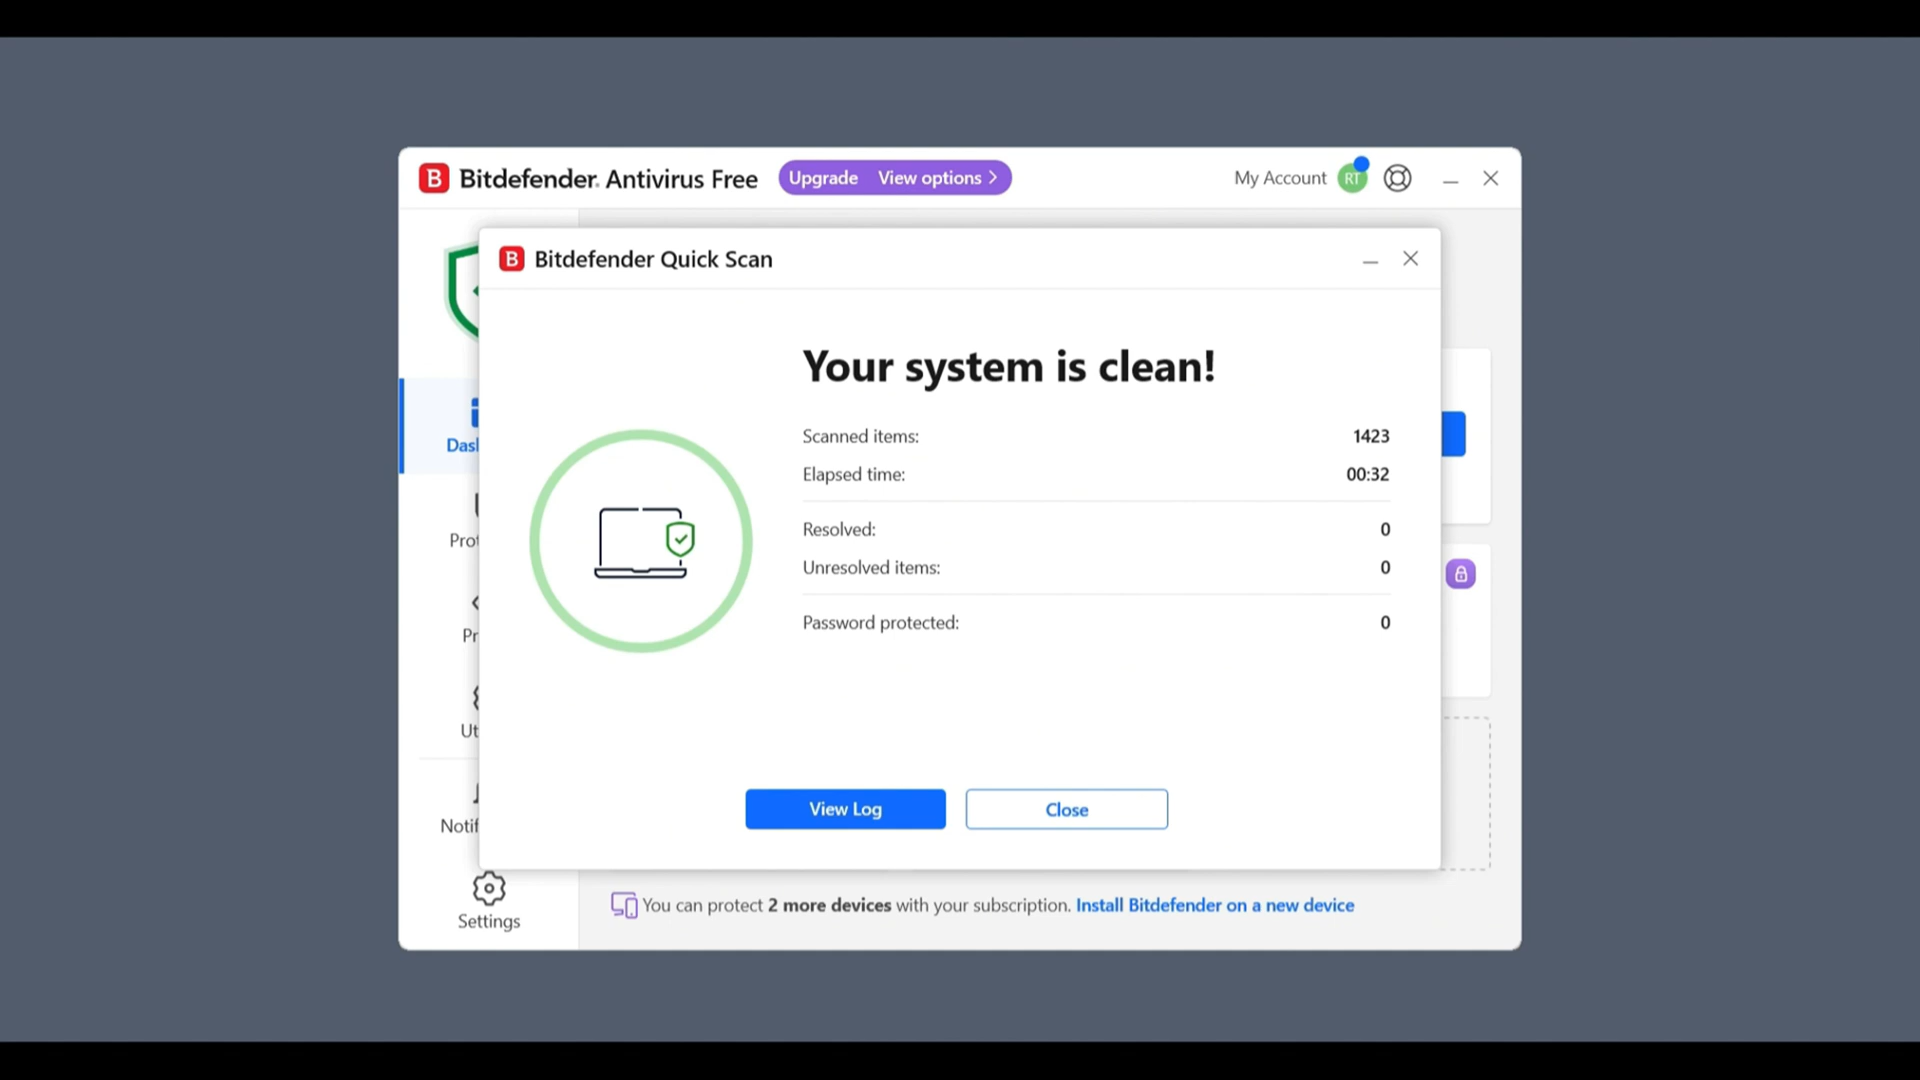 B Bitdefender. Antivirus Free Upgrade View options My Account RT
B Bitdefender Quick Scan
Your system is clean!
Scanned items: 1423
Elapsed time: 00:32
Resolved: 0
Unresolved items: 0
Password protected: 0
View Log Close
Settings
You can protect 2 more devices with your subscription. Install Bitdefender on a new device